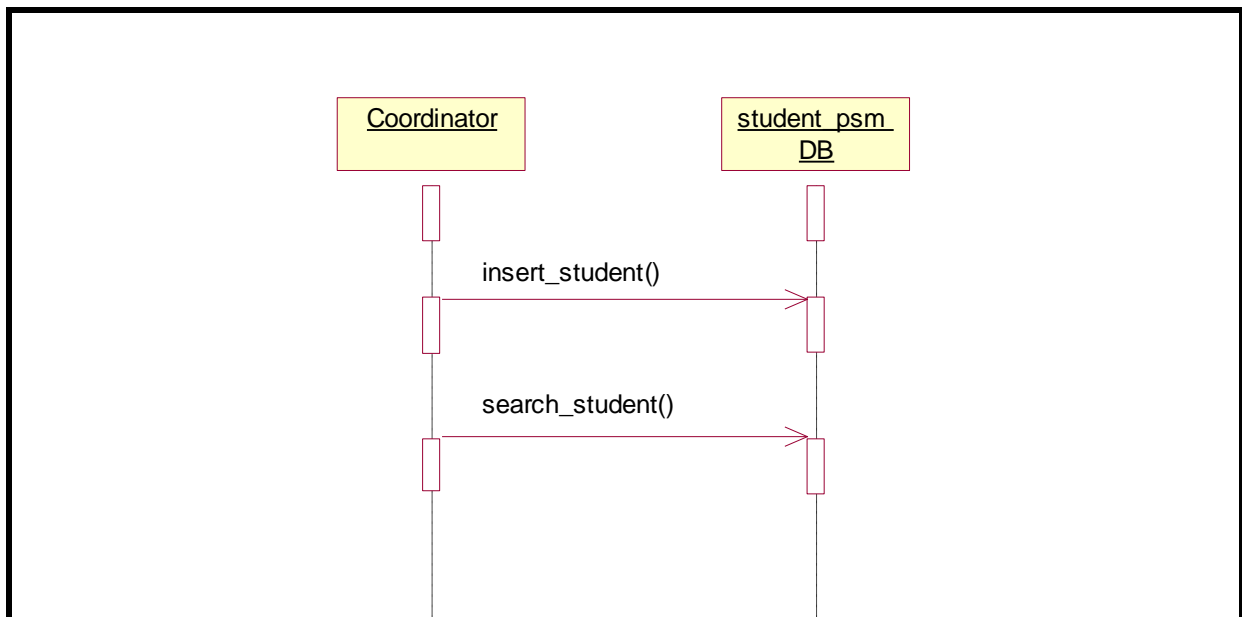 Coordinator
student_psm_
DB
insert_student()
search_student()